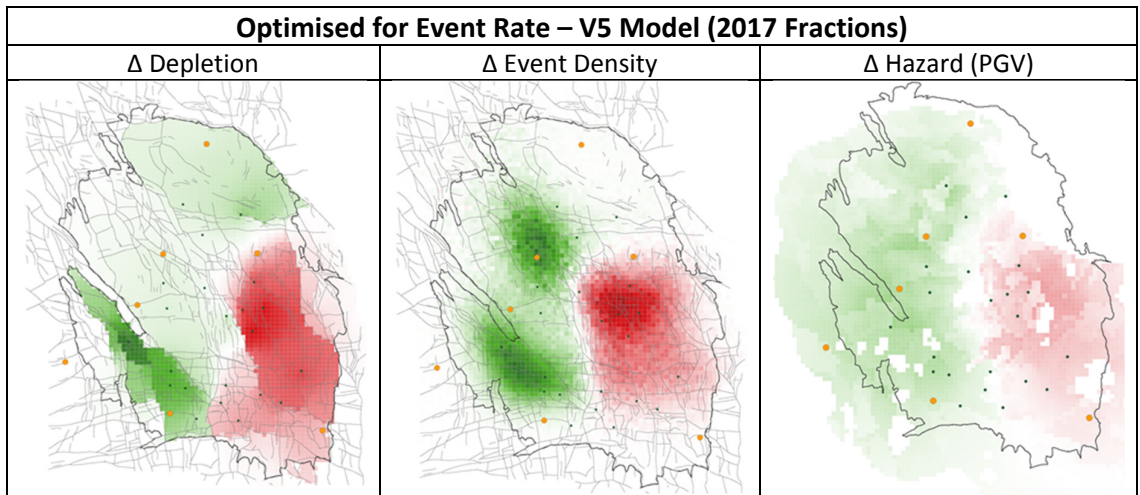 Optimised for Event Rate – V5 Model (2017 Fractions)
Δ Depletion
Δ Event Density
Δ Hazard (PGV)